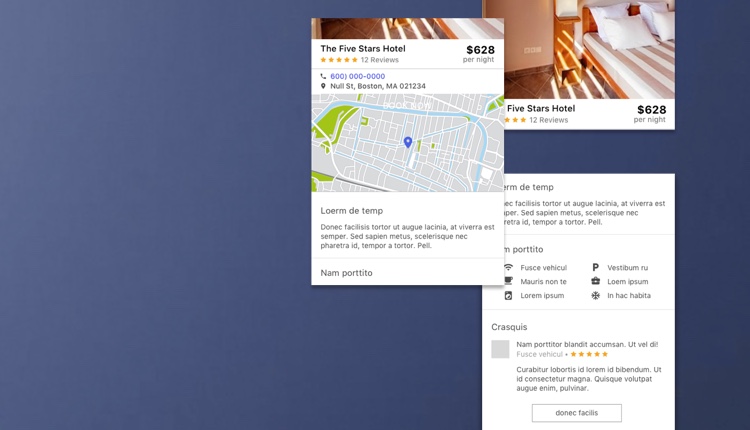 The Five Stars Hotel
$628
12 Reviews
per night
600) 000-0000
Null St, Boston, MA 021234
Loerm de temp
Donec facilisis tortor ut augue lacinia, at viverra est
semper. Sed sapien metus, scelerisque nec
pharetra id, tempor a tortor. Pell.
Nam porttito
Five Stars Hotel
$628
12 Reviews
per night
erm de temp
ec facilisis tortor ut augue lacinia, at viverra est
per. Sed sapien metus, scelerisque nec
retra id, tempor a tortor. Pell.
m porttito
Fusce vehicul
P Vestibum ru
Mauris non te
Loem ipsum
Lorem ipsum
In hac habita
Crasquis
Nam porttitor blandit accumsan. Ut vel di!
Fusce vehicul •
Curabitur lobortis id lorem id bibendum. Ut
id consectetur magna. Quisque volutpat
augue enim, pulvinar.
donec facilis